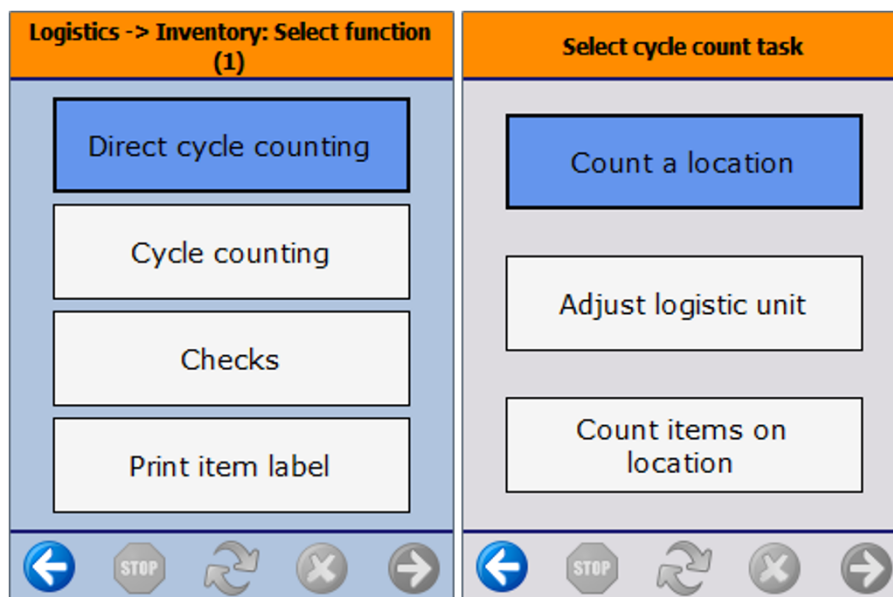 Logistics -> Inventory: Select function
(1)
Direct cycle counting
Cycle counting
Checks
Print item label
STOP
Select cycle count task
Count a location
Adjust logistic unit
Count items on
location
STOP